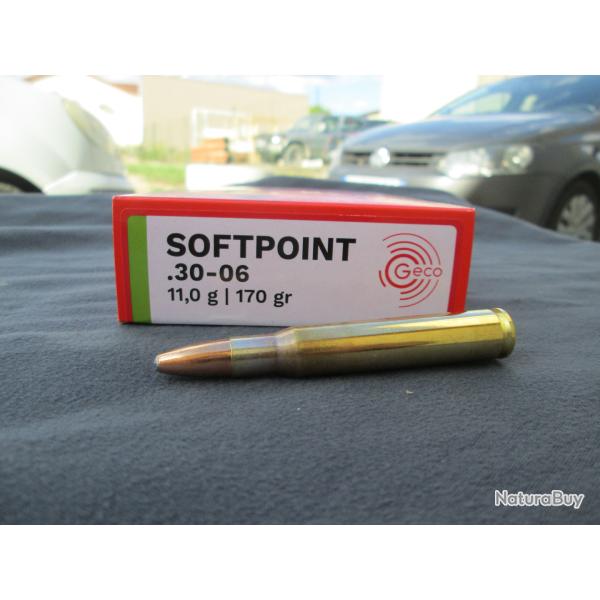 SOFTPOINT
.30-06
11,0 g | 170 gr
Geco
NaturaBuy